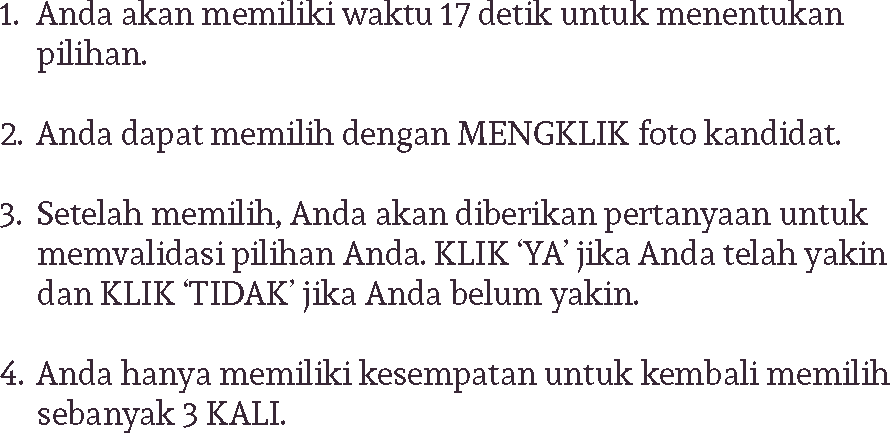 1. Anda akan memiliki waktu 17 detik untuk menentukan
pilihan.
2. Anda dapat memilih dengan MENGKLIK foto kandidat.
3. Setelah memilih, Anda akan diberikan pertanyaan untuk
memvalidasi pilihan Anda. KLIK ‘YA’ jika Anda telah yakin
dan KLIK ‘TIDAK’ jika Anda belum yakin.
4. Anda hanya memiliki kesempatan untuk kembali memilih
sebanyak 3 KALI.